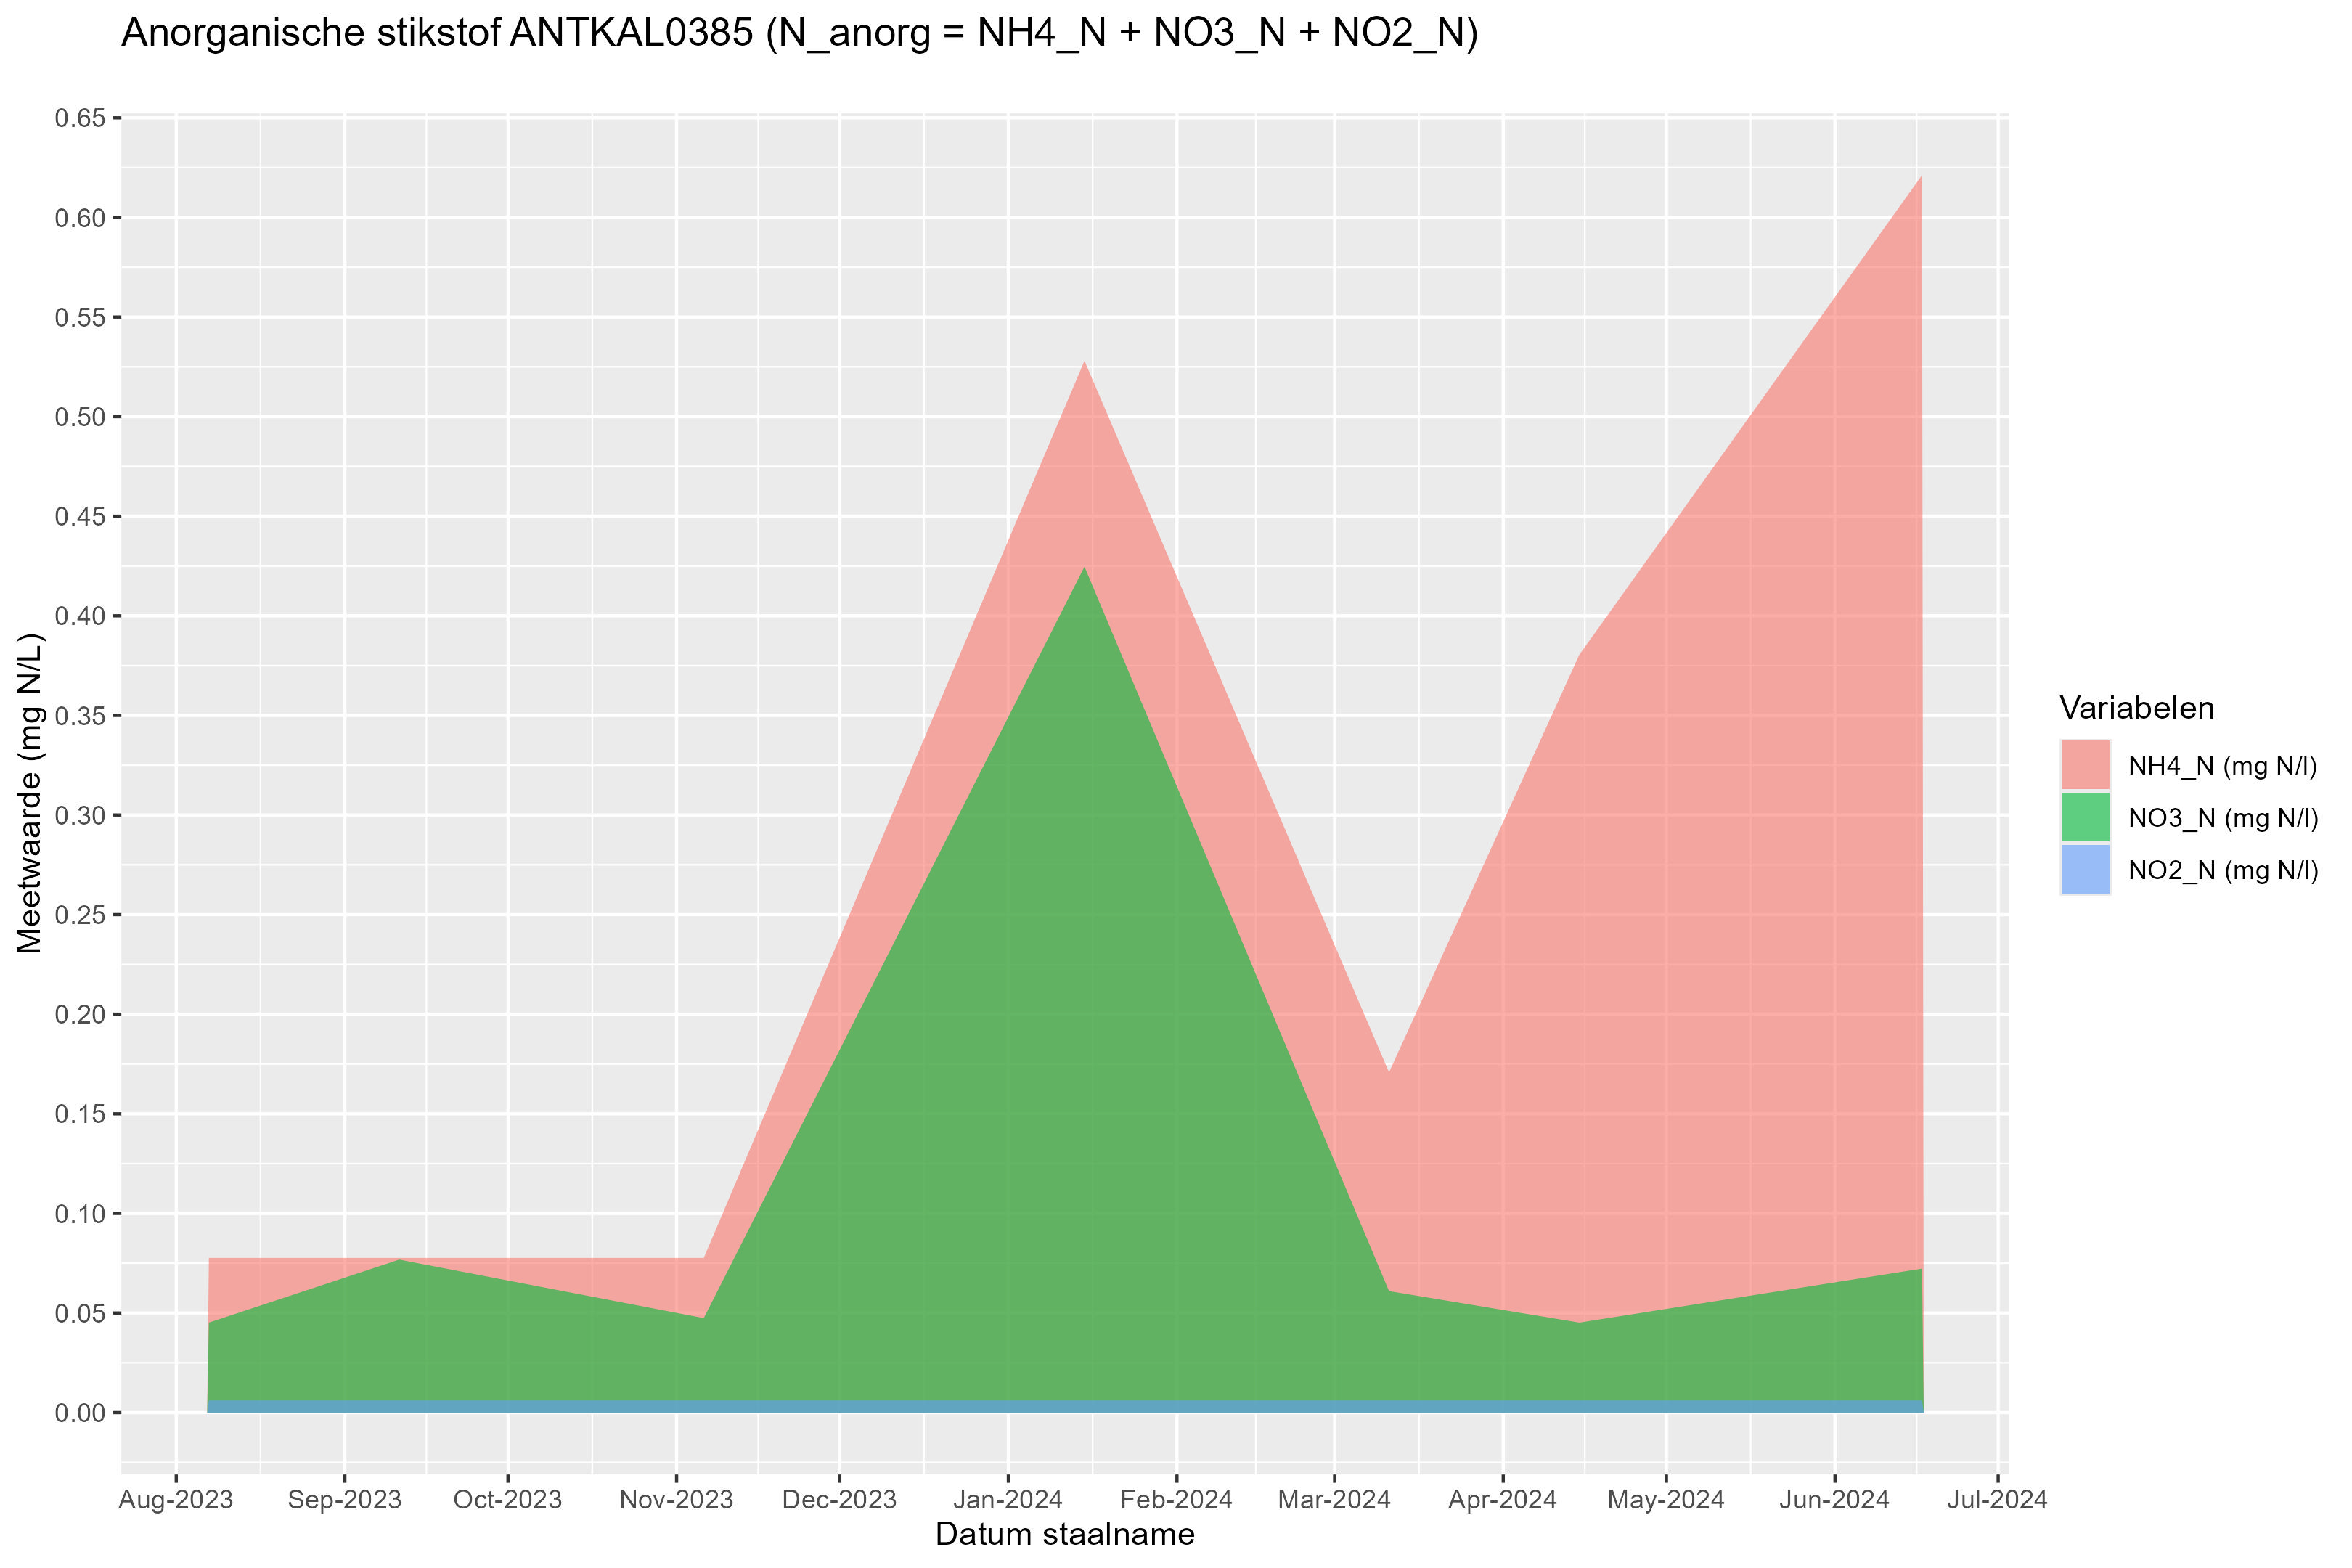 Anorganische stikstof ANTKAL0385 (N_anorg = NH4_N + NO3_N + NO2_N)
0.65
0.60
0.55
0.50
0.45
0.40
0.35
0.30
0.25
0.20
0.15
0.10
0.05
0.00
Meetwaarde (mg N/L)
Aug-2023 Sep-2023 Oct-2023 Nov-2023 Dec-2023 Jan-2024 Feb-2024 Mar-2024 Apr-2024 May-2024 Jun-2024 Jul-2024
Datum staalname
Variabelen
NH4_N (mg N/l)
NO3_N (mg N/l)
NO2_N (mg N/l)